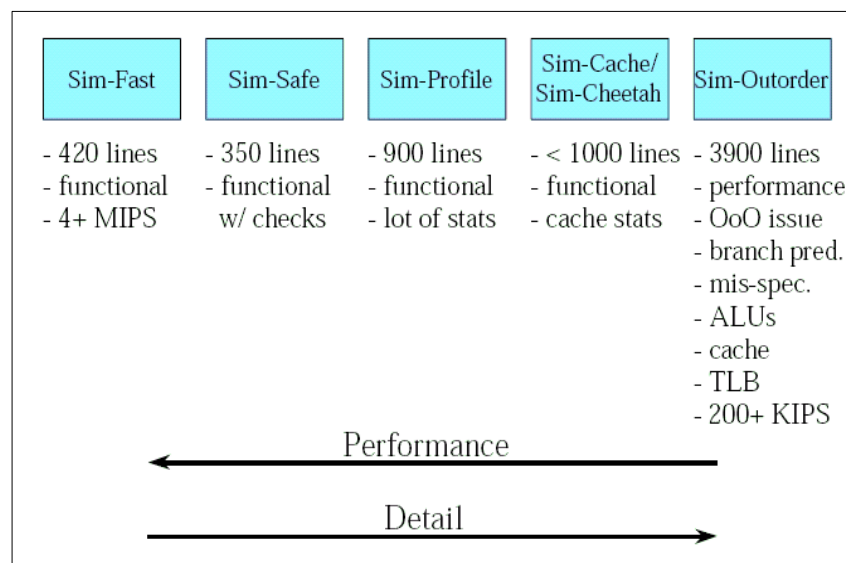 Sim-Fast
- 420 lines
- functional
- 4+ MIPS
Sim-Safe
- 350 lines
- functional
w/ checks
Sim-Profile
- 900 lines
- functional
- lot of stats
Sim-Cache/
Sim-Cheetah
- < 1000 lines
- functional
- cache stats
Sim-Outorder
- 3900 lines
- performance
- OoO issue
- branch pred.
- mis-spec.
- ALUs
- cache
- TLB
- 200+ KIPS
Performance
Detail